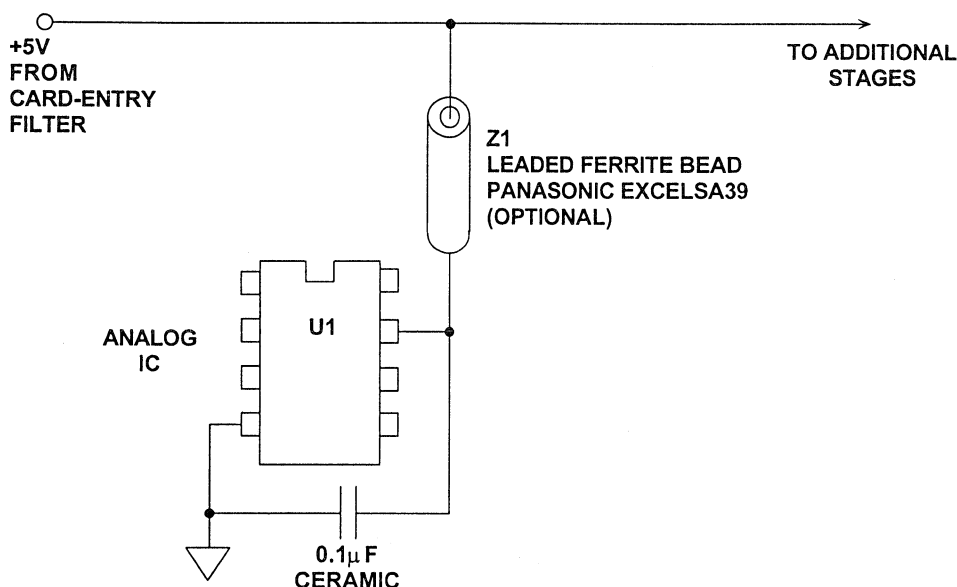 +5V
FROM
CARD-ENTRY
FILTER
TO ADDITIONAL
STAGES
Z1
LEADED FERRITE BEAD
PANASONIC EXCELSA39
(OPTIONAL)
ANALOG
IC
U1
0.1μF
CERAMIC